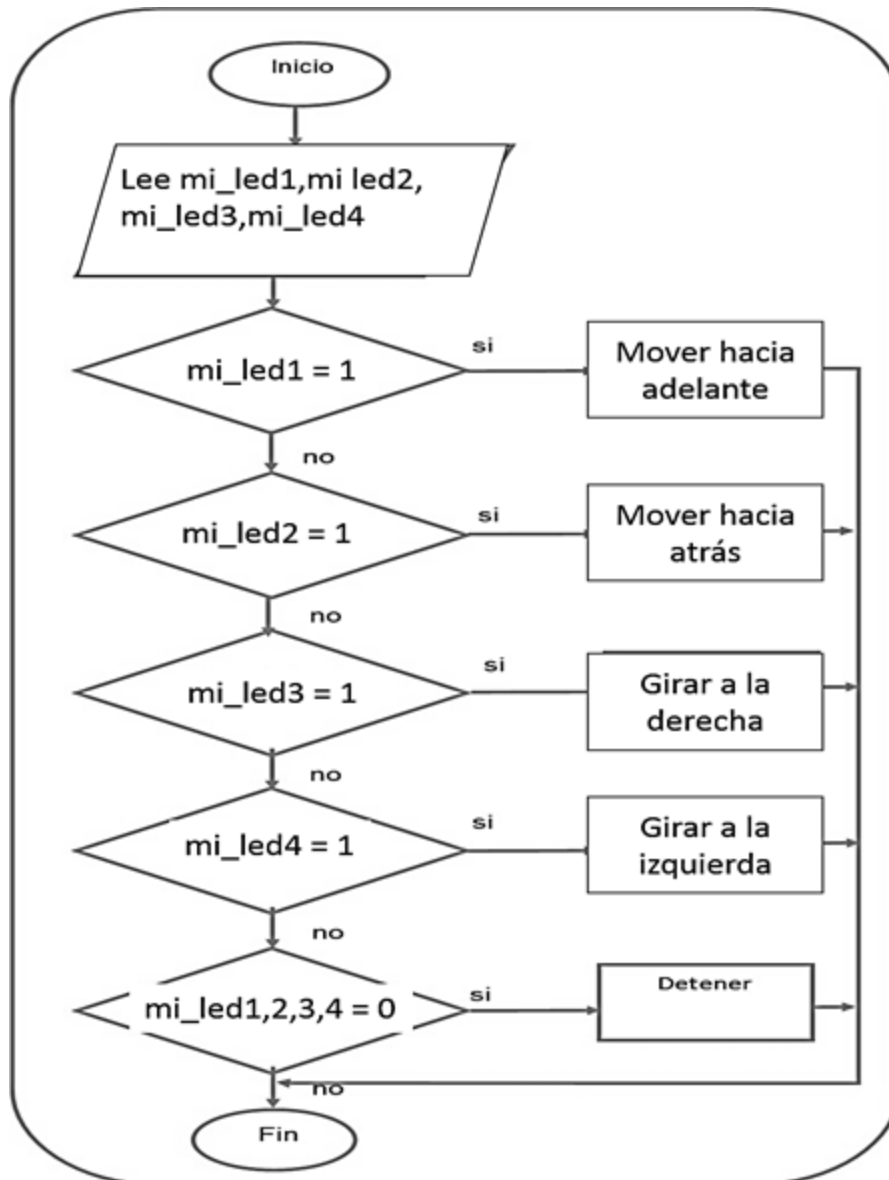 Inicio
Lee mi_led1,mi led2,
mi_led3,mi_led4
mi_led1 = 1
si
Mover hacia
adelante
no
mi_led2 = 1
si
Mover hacia
atrás
no
mi_led3 = 1
si
Girar a la
derecha
no
mi_led4 = 1
si
Girar a la
izquierda
no
mi_led1,2,3,4 = 0
si
Detener
no
Fin